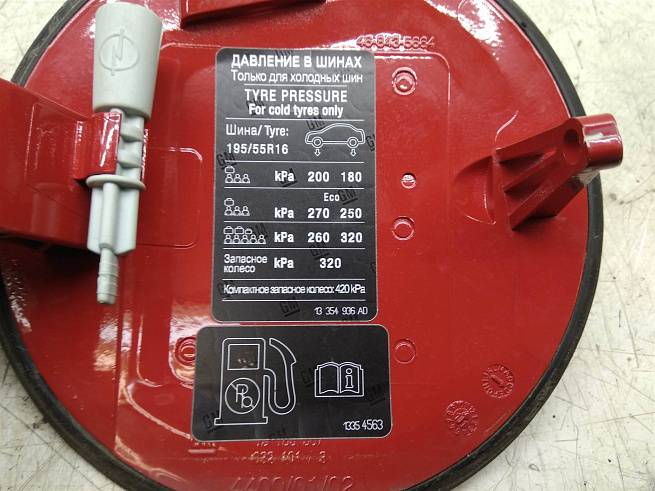 ДАВЛЕНИЕ В ШИНАХ
Только для холодных шин
TYRE PRESSURE
For cold tyres only
Шина/Tyre:
195/55R16
kPa 200 180
Eco
kPa 270 250
kPa 260 320
Запасное
колесо kPa 320
Компактное запасное колесо: 420 kPa
13 354 936 AD
Pb
i
1335 4563